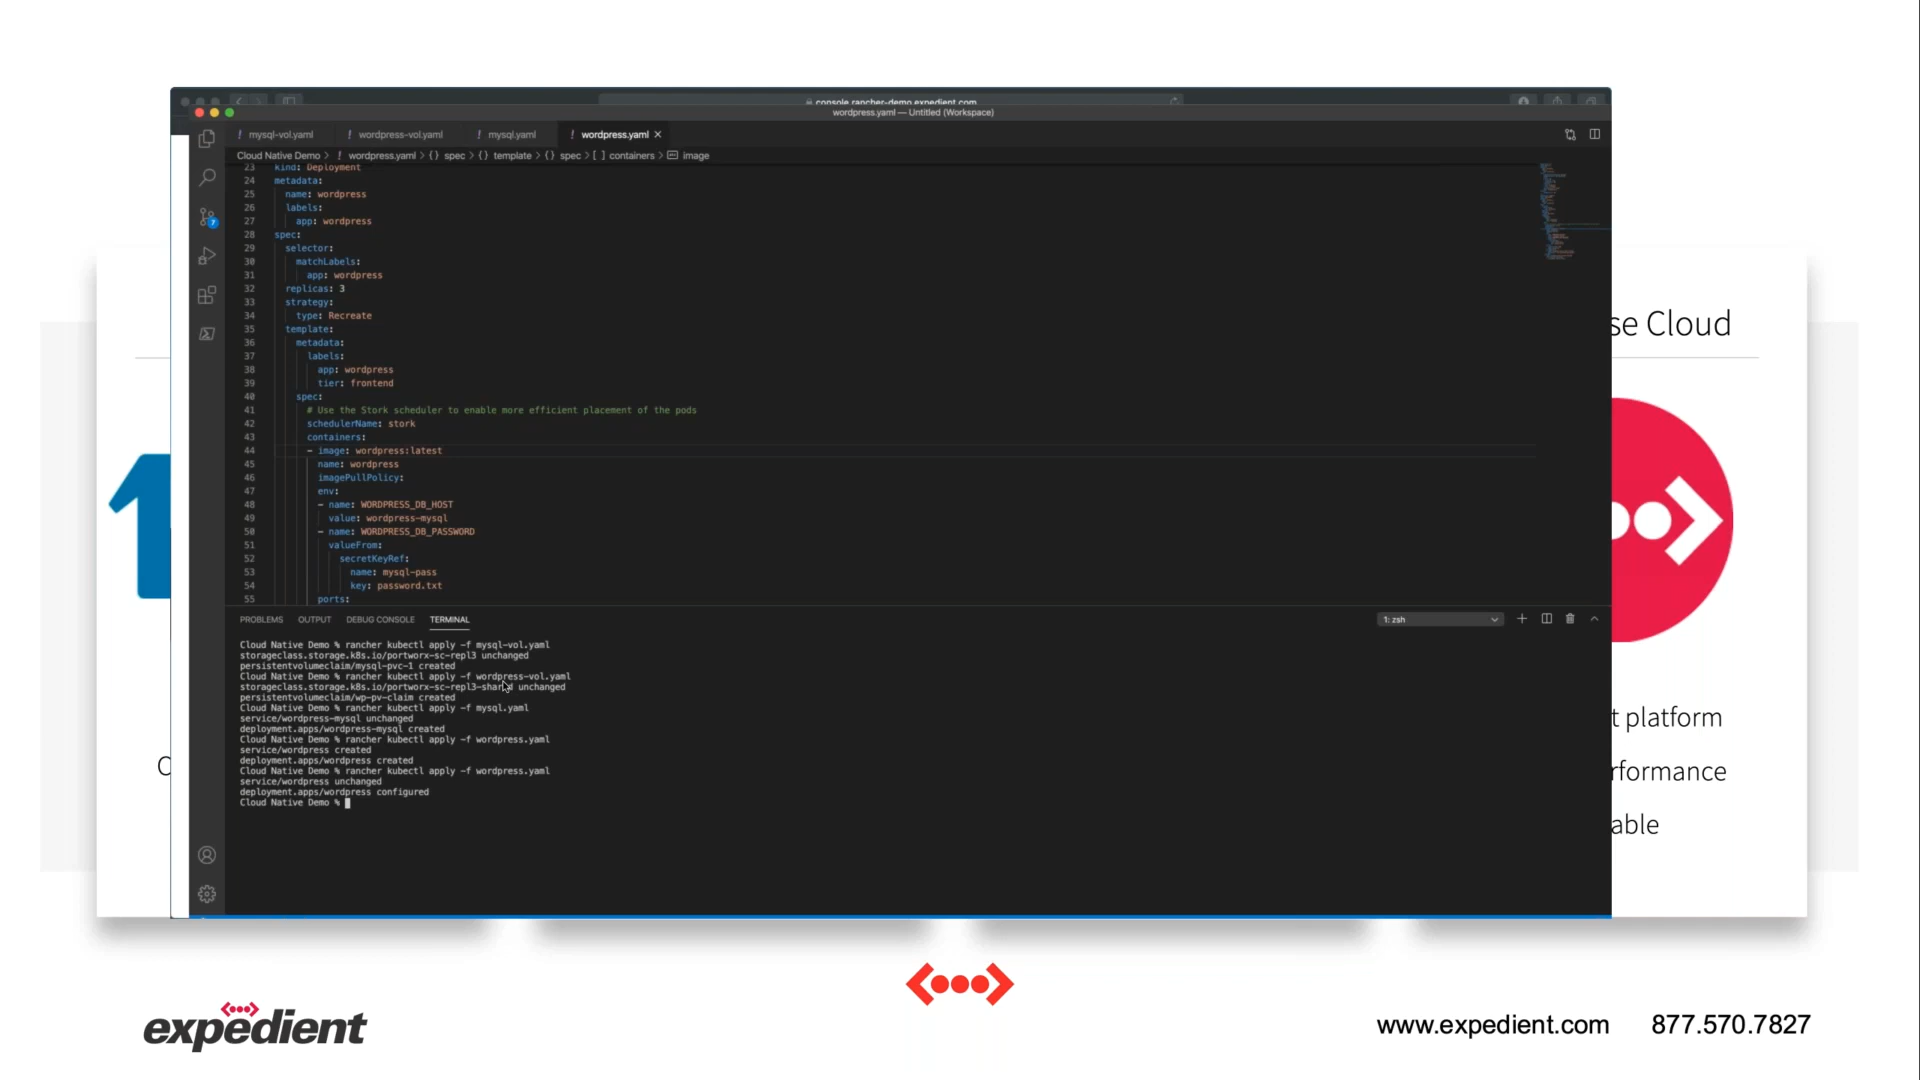 console.rancher-demo.expedient.com
wordpress.yaml — Untitled (Workspace)
! mysql-vol.yaml ! wordpress-vol.yaml ! mysql.yaml ! wordpress.yaml ×
Cloud Native Demo > ! wordpress.yaml > {} spec > {} template > {} spec > [ ] containers > image
23 kind: Deployment
24 metadata:
25 name: wordpress
26 labels:
27 app: wordpress
28 spec:
29 selector:
30 matchLabels:
31 app: wordpress
32 replicas: 3
33 strategy:
34 type: Recreate
35 template:
36 metadata:
37 labels:
38 app: wordpress
39 tier: frontend
40 spec:
41 # Use the Stork scheduler to enable more efficient placement of the pods
42 schedulerName: stork
43 containers:
44 - image: wordpress:latest
45 name: wordpress
46 imagePullPolicy:
47 env:
48 - name: WORDPRESS_DB_HOST
49 value: wordpress-mysql
50 - name: WORDPRESS_DB_PASSWORD
51 valueFrom:
52 secretKeyRef:
53 name: mysql-pass
54 key: password.txt
55 ports:
7
PROBLEMS OUTPUT DEBUG CONSOLE TERMINAL
1: zsh
Cloud Native Demo % rancher kubectl apply -f mysql-vol.yaml
storageclass.storage.k8s.io/portworx-sc-repl3 unchanged
persistentvolumeclaim/mysql-pvc-1 created
Cloud Native Demo % rancher kubectl apply -f wordpress-vol.yaml
storageclass.storage.k8s.io/portworx-sc-repl3-shared unchanged
persistentvolumeclaim/wp-pv-claim created
Cloud Native Demo % rancher kubectl apply -f mysql.yaml
service/wordpress-mysql unchanged
deployment.apps/wordpress-mysql created
Cloud Native Demo % rancher kubectl apply -f wordpress.yaml
service/wordpress created
deployment.apps/wordpress created
Cloud Native Demo % rancher kubectl apply -f wordpress.yaml
service/wordpress unchanged
deployment.apps/wordpress configured
Cloud Native Demo %
1
se Cloud
t platform
rformance
able
expedient
www.expedient.com 877.570.7827